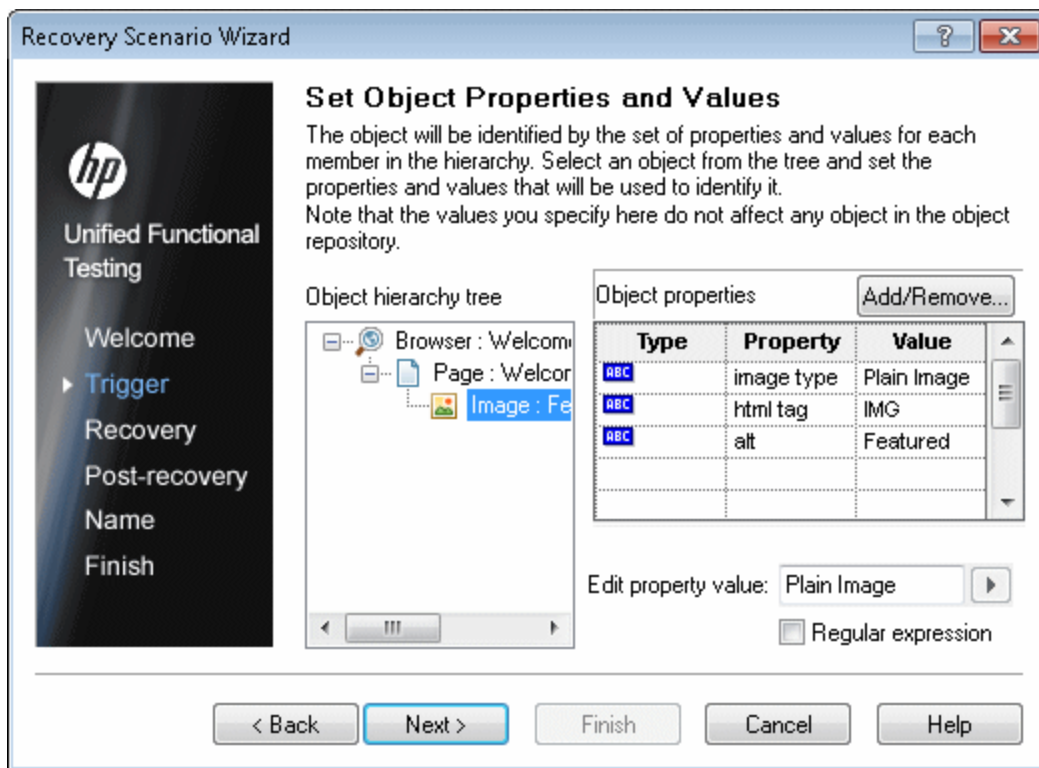 Recovery Scenario Wizard
?
hp
Unified Functional
Testing
Welcome
Trigger
Recovery
Post-recovery
Name
Finish
Set Object Properties and Values
The object will be identified by the set of properties and values for each
member in the hierarchy. Select an object from the tree and set the
properties and values that will be used to identify it.
Note that the values you specify here do not affect any object in the object
repository.
Object hierarchy tree
Browser : Welcom
Page : Welcor
Image : Fe
Object properties Add/Remove...
Type Property Value
ABC image type Plain Image
ABC html tag IMG
ABC alt Featured
Edit property value: Plain Image
Regular expression
< Back Next > Finish Cancel Help